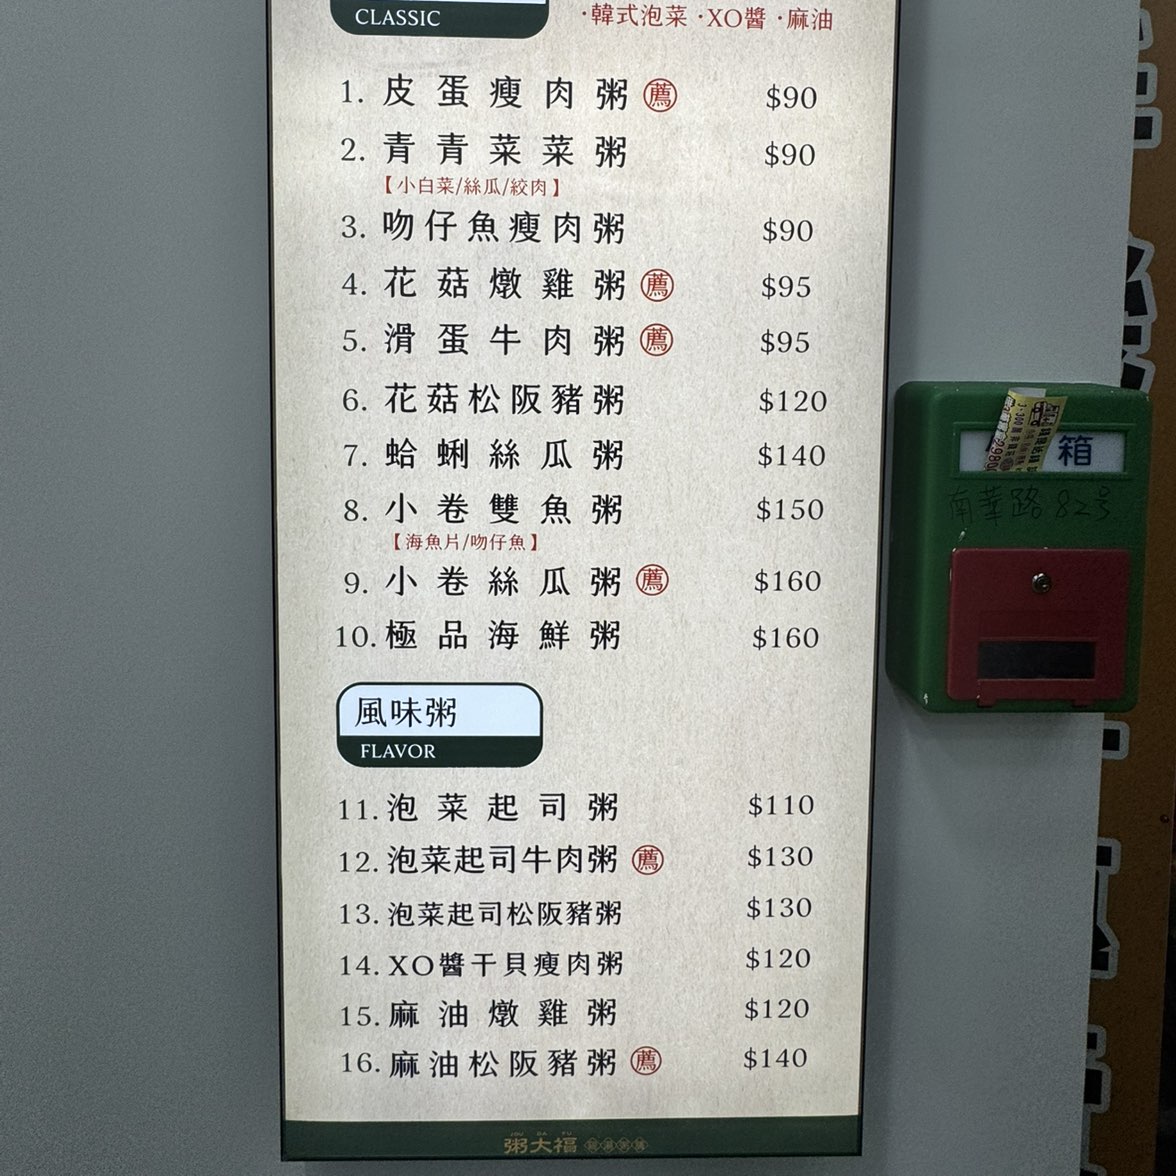 CLASSIC
·韓式泡菜 ·XO醬 ·麻油
1. 皮蛋瘦肉粥 薦 $90
2. 青青菜菜粥 $90
【小白菜/絲瓜/絞肉】
3. 吻仔魚瘦肉粥 $90
4. 花菇燉雞粥 薦 $95
5. 滑蛋牛肉粥 薦 $95
6. 花菇松阪豬粥 $120
7. 蛤蜊絲瓜粥 $140
8. 小卷雙魚粥 $150
【海魚片/吻仔魚】
9. 小卷絲瓜粥 薦 $160
10. 極品海鮮粥 $160
風味粥
FLAVOR
11. 泡菜起司粥 $110
12. 泡菜起司牛肉粥 薦 $130
13. 泡菜起司松阪豬粥 $130
14. XO醬干貝瘦肉粥 $120
15. 麻油燉雞粥 $120
16. 麻油松阪豬粥 薦 $140
粥大福
箱
南華路82号